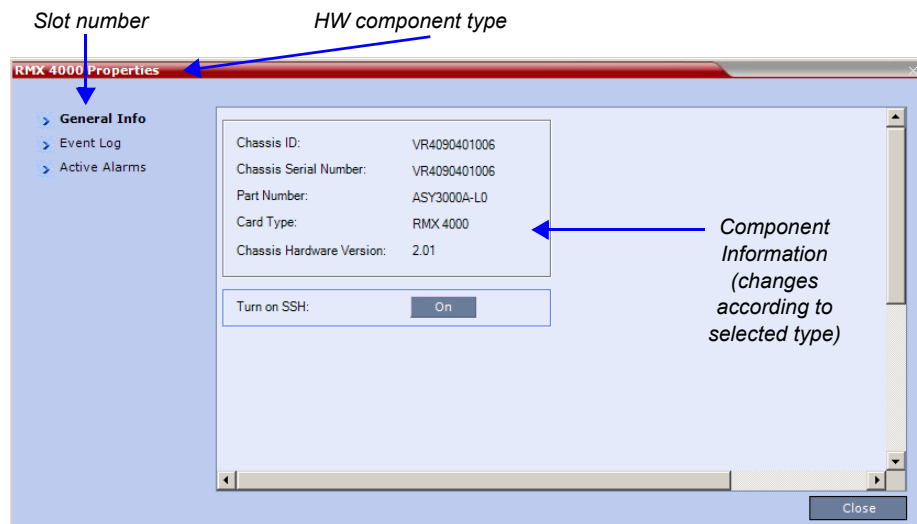 Slot number
HW component type
RMX 4000 Properties
General Info
Event Log
Active Alarms
Chassis ID: VR4090401006
Chassis Serial Number: VR4090401006
Part Number: ASY3000A-L0
Card Type: RMX 4000
Chassis Hardware Version: 2.01
Turn on SSH: On
Component
Information
(changes
according to
selected type)
Close